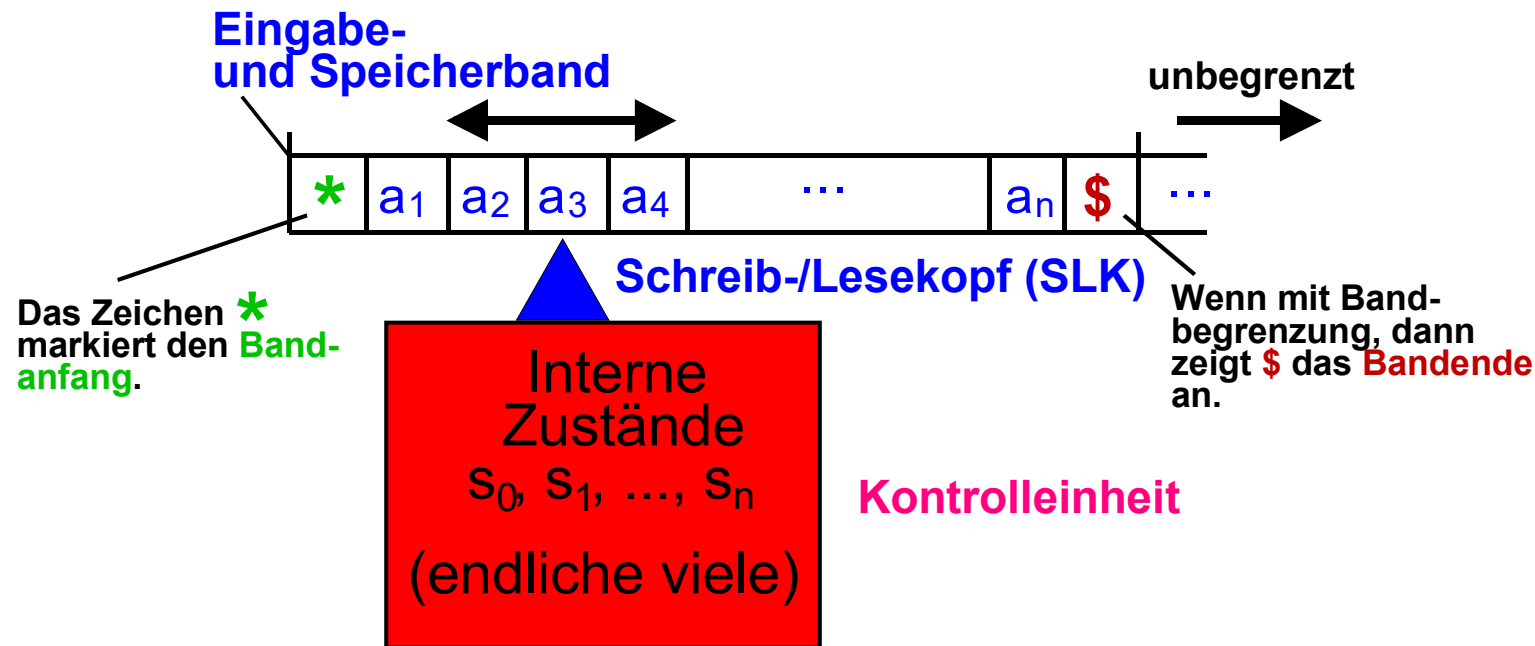 Eingabe-
und Speicherband
unbegrenzt
* a1 a2 a3 a4 ... an $ ...
Schreib-/Lesekopf (SLK)
Das Zeichen *
markiert den Band-
anfang.
Wenn mit Band-
begrenzung, dann
zeigt $ das Bandende
an.
Interne
Zustände
s0, s1, ..., sn
(endliche viele)
Kontrolleinheit